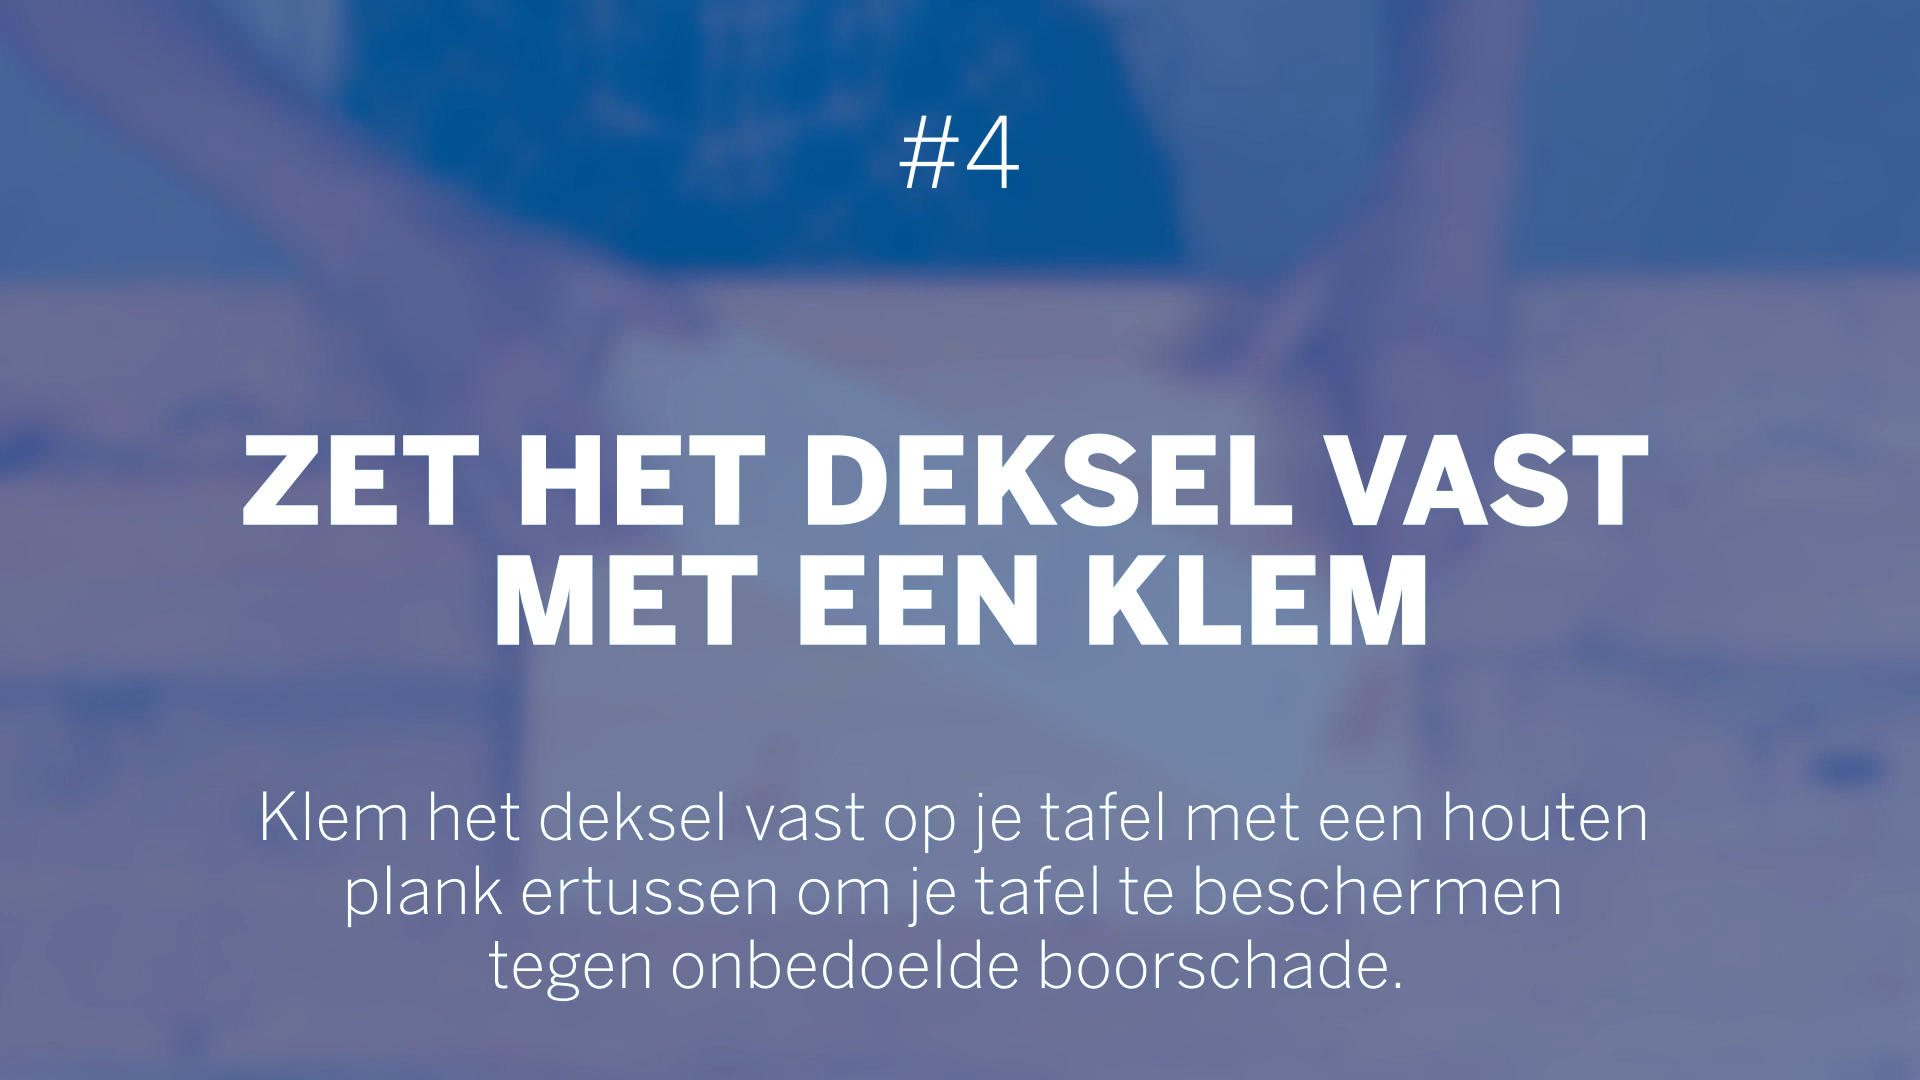 #4
ZET HET DEKSEL VAST
MET EEN KLEM
Klem het deksel vast op je tafel met een houten
plank ertussen om je tafel te beschermen
tegen onbedoelde boorschade.